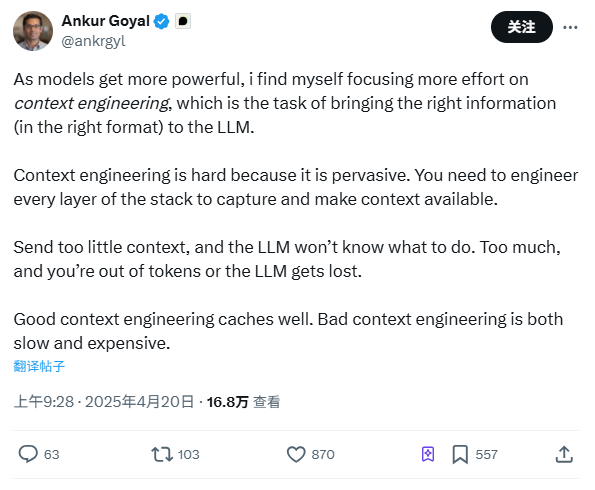 Ankur Goyal
@ankrgyl
关注
As models get more powerful, i find myself focusing more effort on
context engineering, which is the task of bringing the right information
(in the right format) to the LLM.
Context engineering is hard because it is pervasive. You need to engineer
every layer of the stack to capture and make context available.
Send too little context, and the LLM won’t know what to do. Too much,
and you’re out of tokens or the LLM gets lost.
Good context engineering caches well. Bad context engineering is both
slow and expensive.
翻译帖子
上午9:28 · 2025年4月20日 · 16.8万 查看
63 103 870 557